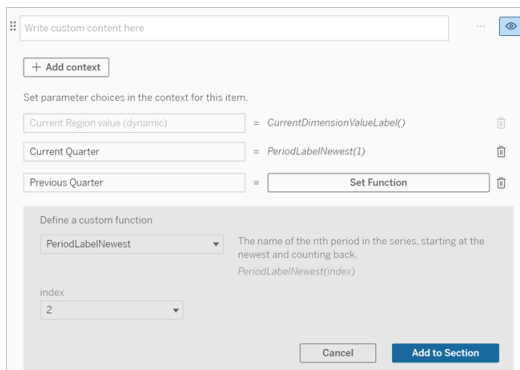 Write custom content here
+ Add context
Set parameter choices in the context for this item.
Current Region value (dynamic) = CurrentDimensionValueLabel()
Current Quarter = PeriodLabelNewest(1)
Previous Quarter = Set Function
Define a custom function
PeriodLabelNewest The name of the nth period in the series, starting at the
newest and counting back.
PeriodLabelNewest(index)
index
2
Cancel Add to Section